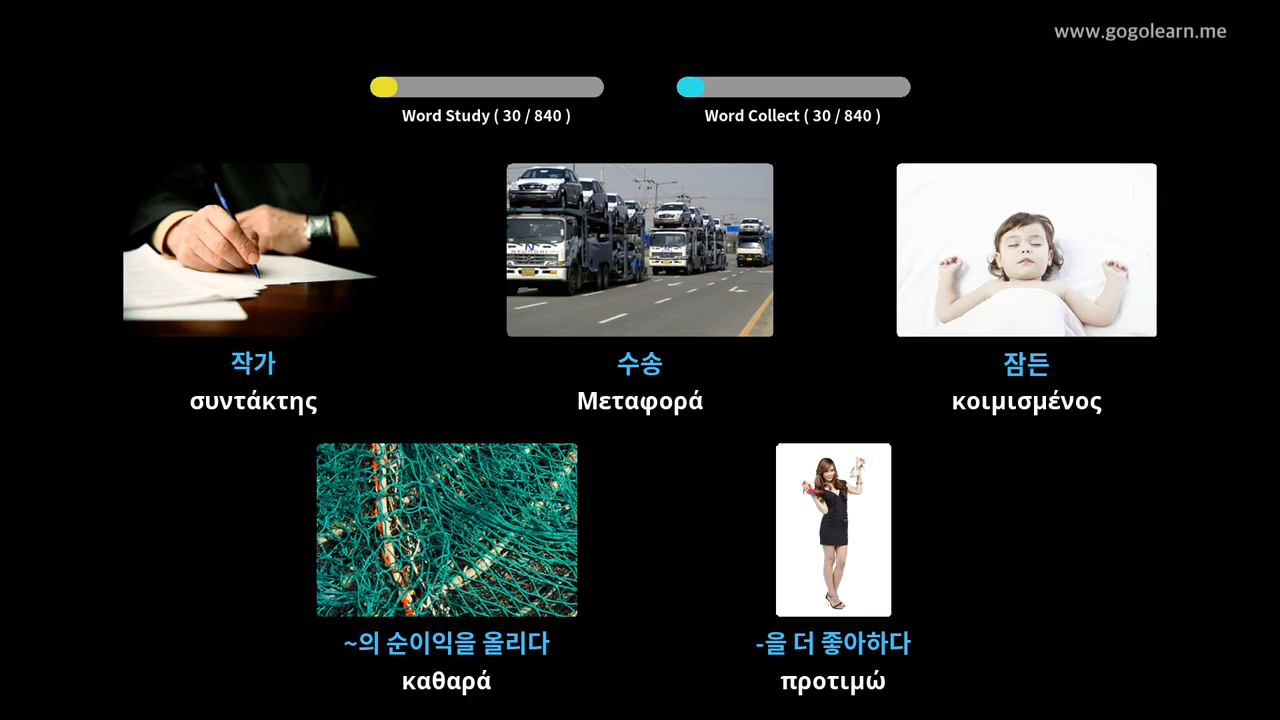 www.gogolearn.me
Word Study ( 30 / 840 )
Word Collect ( 30 / 840 )
작가
συντάκτης
수송
Μεταφορά
잠든
κοιμισμένος
~의 순이익을 올리다
καθαρά
-을 더 좋아하다
προτιμώ